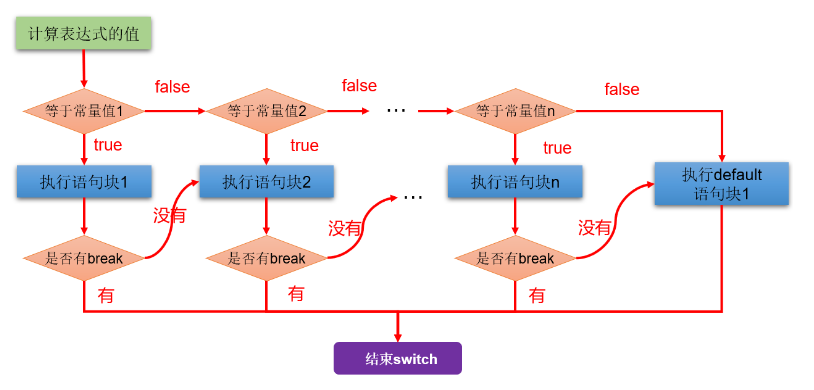 计算表达式的值
false
false
false
等于常量值1
等于常量值2
...
等于常量值n
true
true
true
执行语句块1
执行语句块2
...
执行语句块n
执行default
语句块1
没有
没有
没有
是否有break
是否有break
是否有break
有
有
有
结束switch